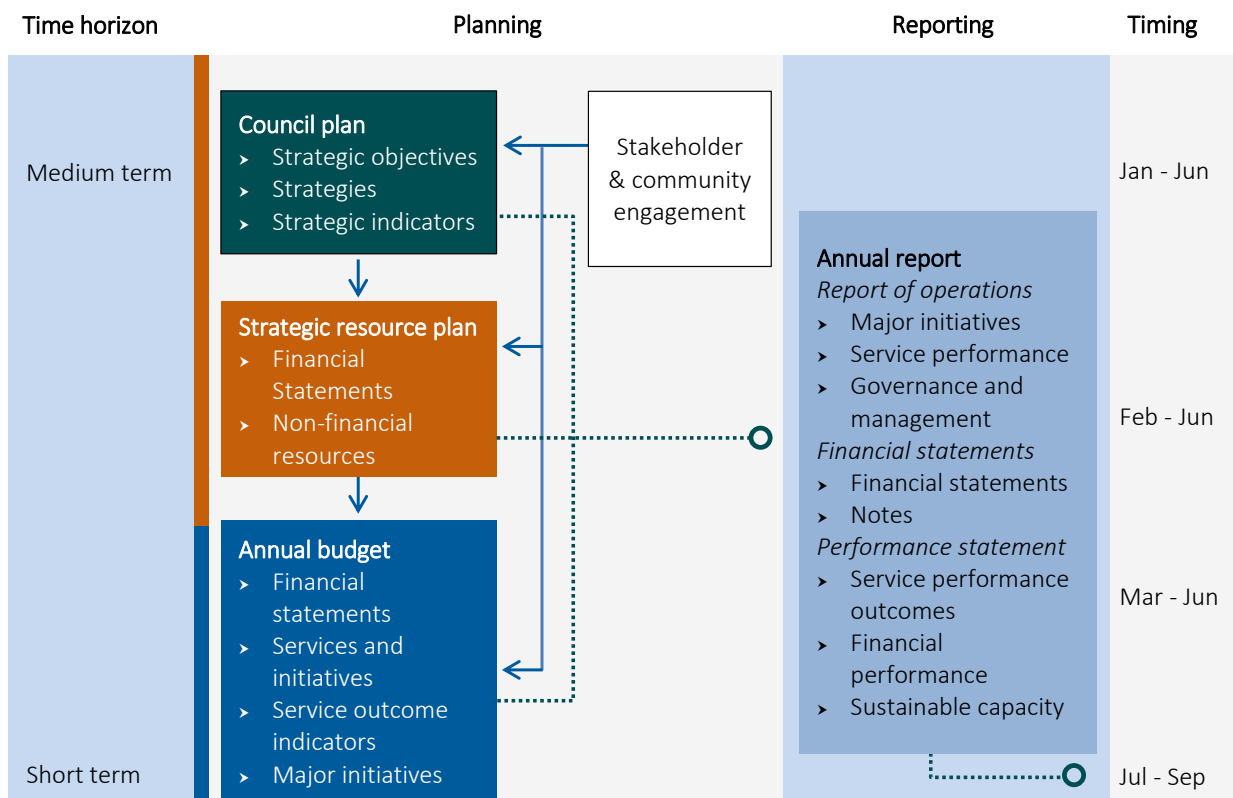 Time horizon
Planning
Reporting
Timing
Medium term
Short term
Council plan
➤ Strategic objectives
➤ Strategies
➤ Strategic indicators
Stakeholder
& community
engagement
Strategic resource plan
➤ Financial
Statements
➤ Non-financial
resources
Annual budget
➤ Financial
statements
➤ Services and
initiatives
➤ Service outcome
indicators
➤ Major initiatives
Annual report
Report of operations
➤ Major initiatives
➤ Service performance
➤ Governance and
management
Financial statements
➤ Financial statements
➤ Notes
Performance statement
➤ Service performance
outcomes
➤ Financial
performance
➤ Sustainable capacity
Jan - Jun
Feb - Jun
Mar - Jun
Jul - Sep